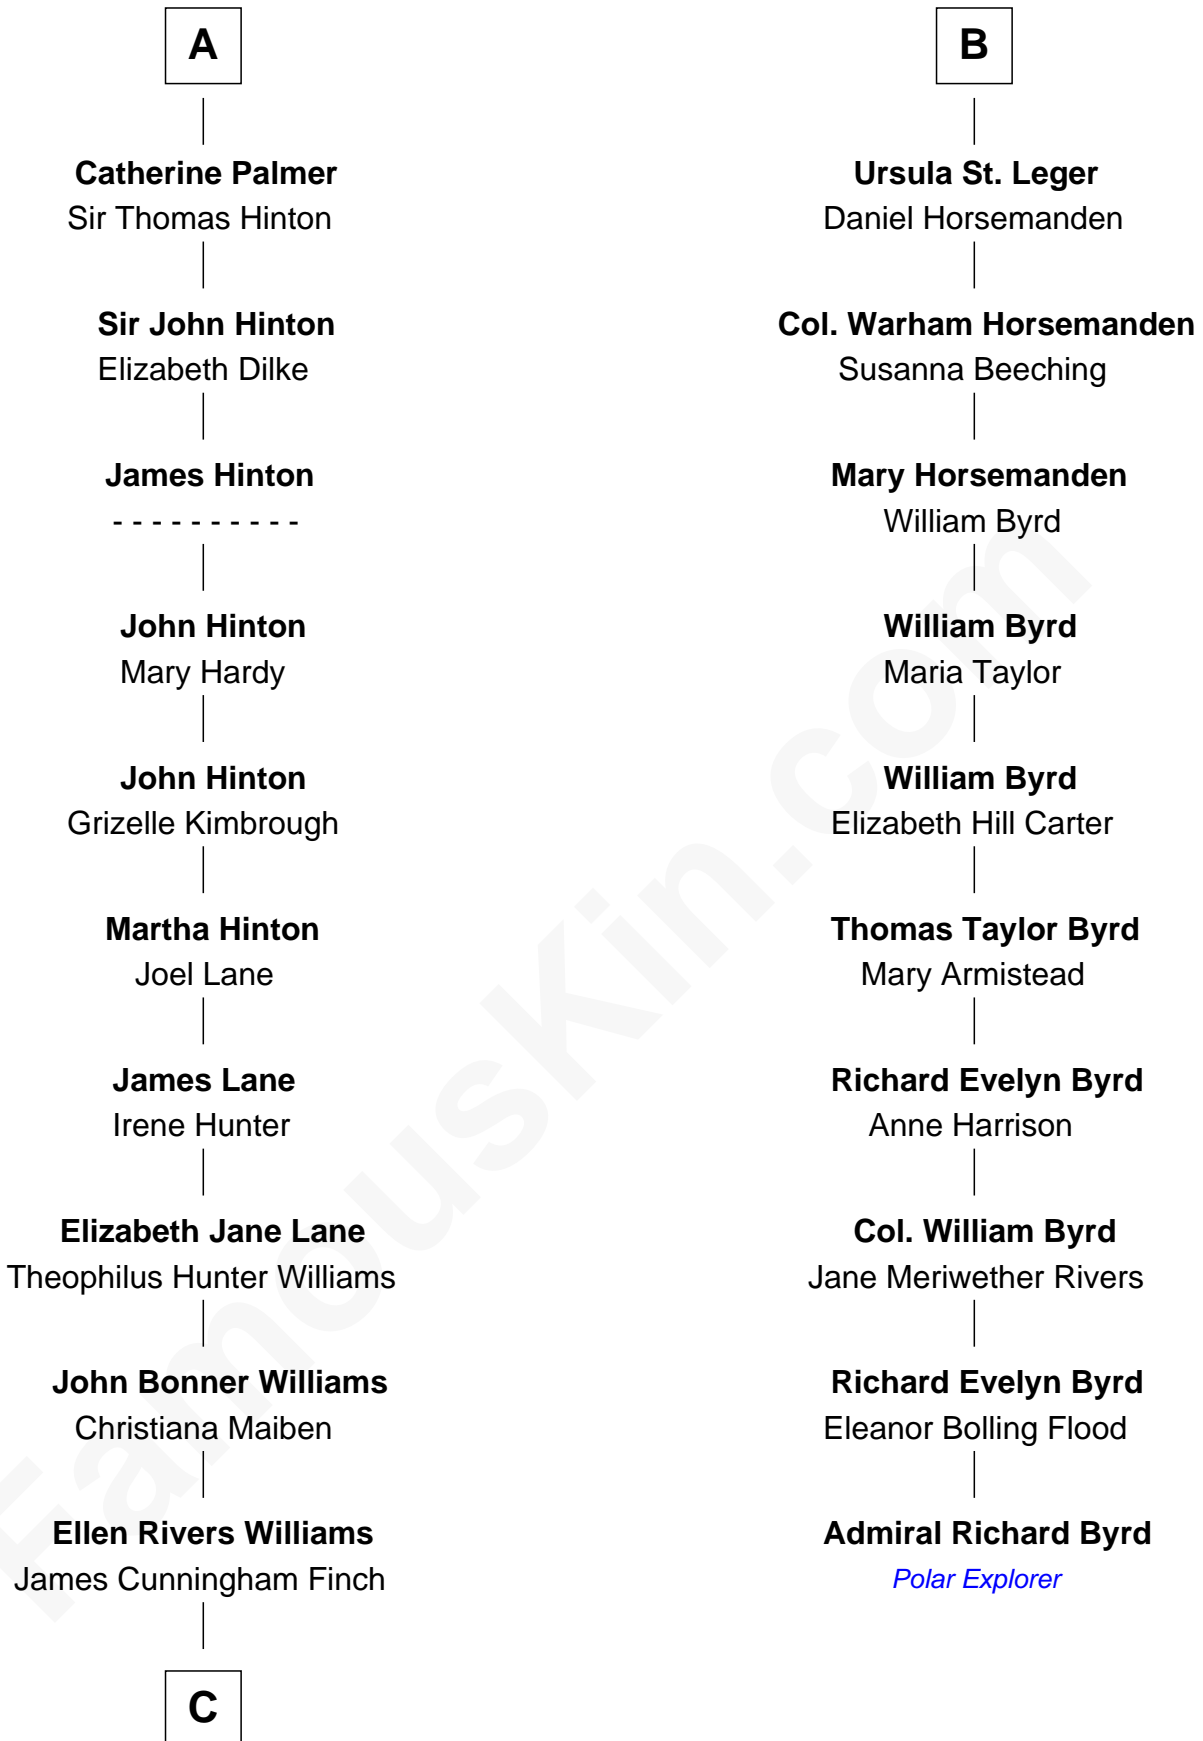 A
Catherine Palmer
Sir Thomas Hinton
Sir John Hinton
Elizabeth Dilke
James Hinton
- - - - - - - - - -
John Hinton
Mary Hardy
John Hinton
Grizelle Kimbrough
Martha Hinton
Joel Lane
James Lane
Irene Hunter
Elizabeth Jane Lane
Theophilus Hunter Williams
John Bonner Williams
Christiana Maiben
Ellen Rivers Williams
James Cunningham Finch
C
B
Ursula St. Leger
Daniel Horsemanden
Col. Warham Horsemanden
Susanna Beeching
Mary Horsemanden
William Byrd
William Byrd
Maria Taylor
William Byrd
Elizabeth Hill Carter
Thomas Taylor Byrd
Mary Armistead
Richard Evelyn Byrd
Anne Harrison
Col. William Byrd
Jane Meriwether Rivers
Richard Evelyn Byrd
Eleanor Bolling Flood
Admiral Richard Byrd
Polar Explorer
FamousKin.com